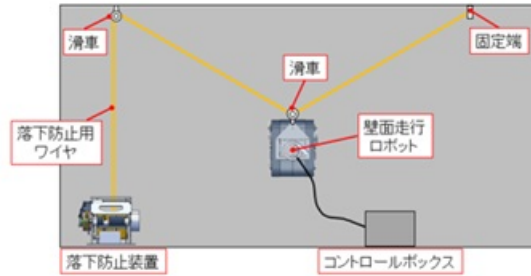 滑車
固定端
滑車
落下防止用
ワイヤ
壁面走行
ロボット
落下防止装置
コントロールボックス